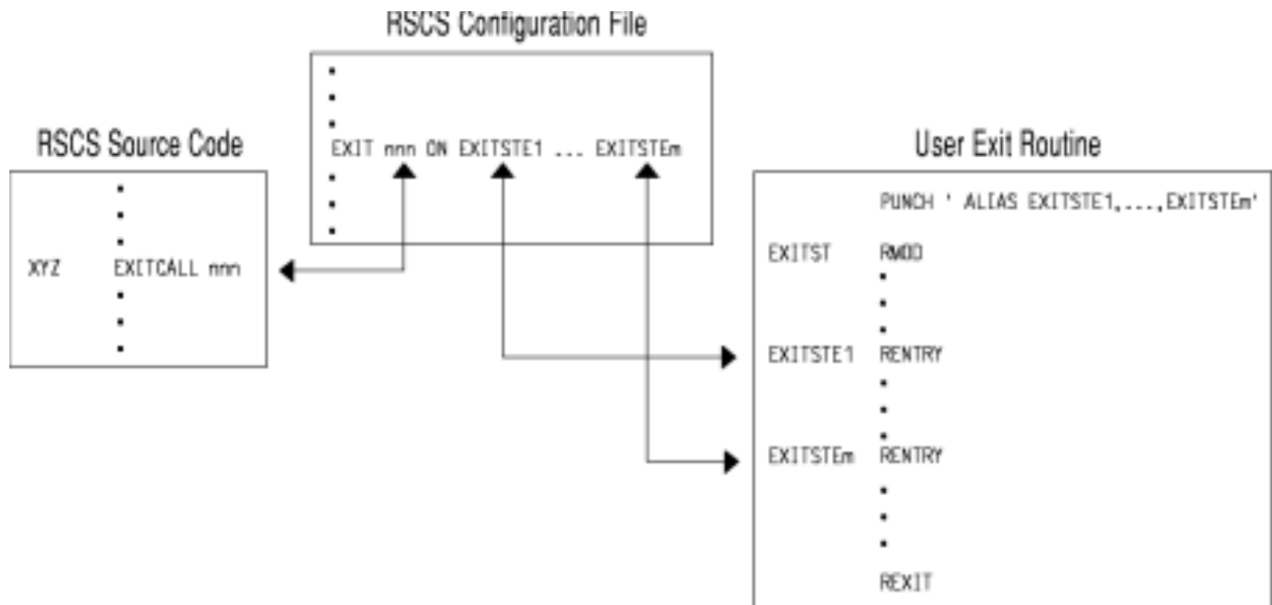 RSCS Configuration File
EXIT nnn ON EXITSTE1 ... EXITSTEm
RSCS Source Code
XYZ EXITCALL nnn
User Exit Routine
PUNCH ' ALIAS EXITSTE1,...,EXITSTEm'
EXITST RMOD
EXITSTE1 RENTRY
EXITSTEm RENTRY
REXIT